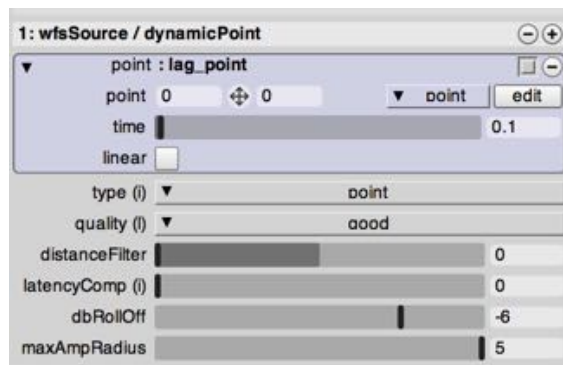 1: wfsSource / dynamicPoint
point : lag_point
point 0 0 point edit
time 0.1
linear
type (i) point
quality (i) good
distanceFilter 0
latencyComp (i) 0
dbRollOff -6
maxAmpRadius 5